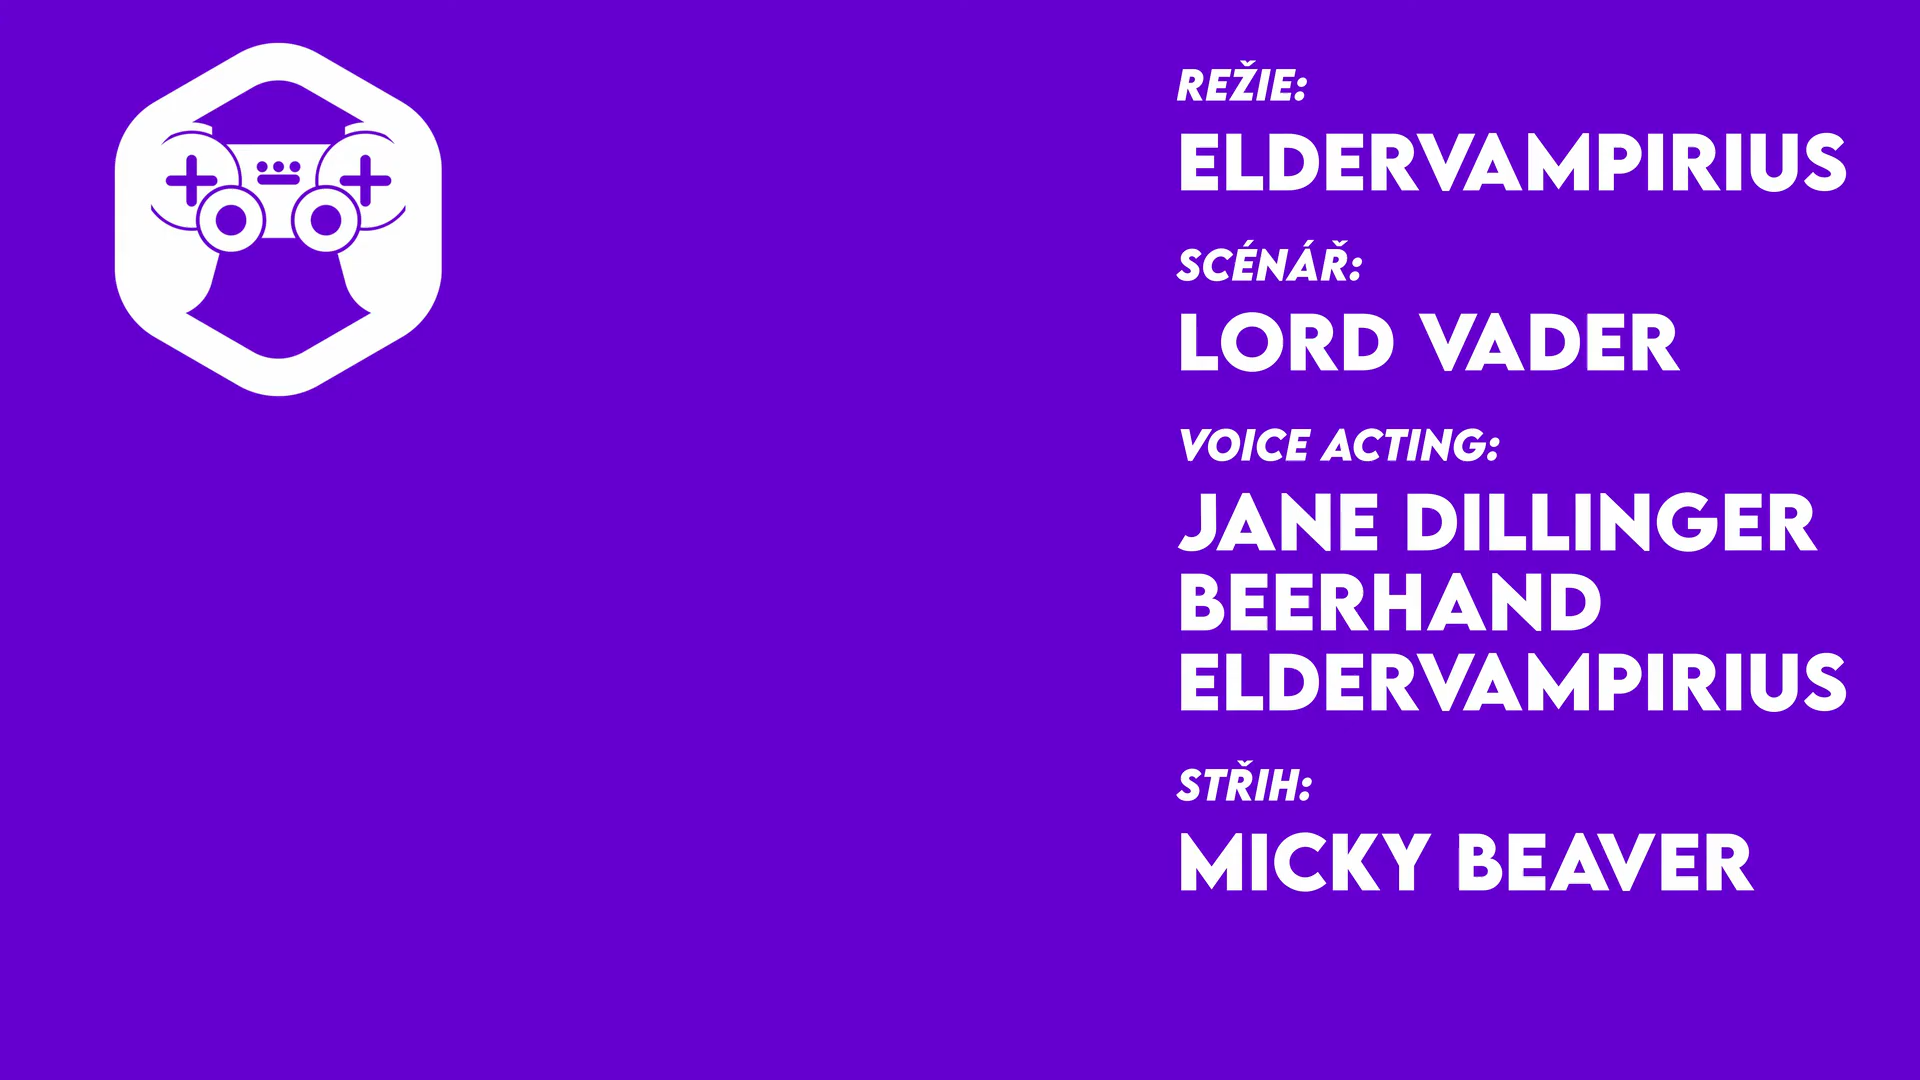 REŽIE:
ELDERVAMPIRIUS
SCÉNÁŘ:
LORD VADER
VOICE ACTING:
JANE DILLINGER
BEERHAND
ELDERVAMPIRIUS
STŘIH:
MICKY BEAVER